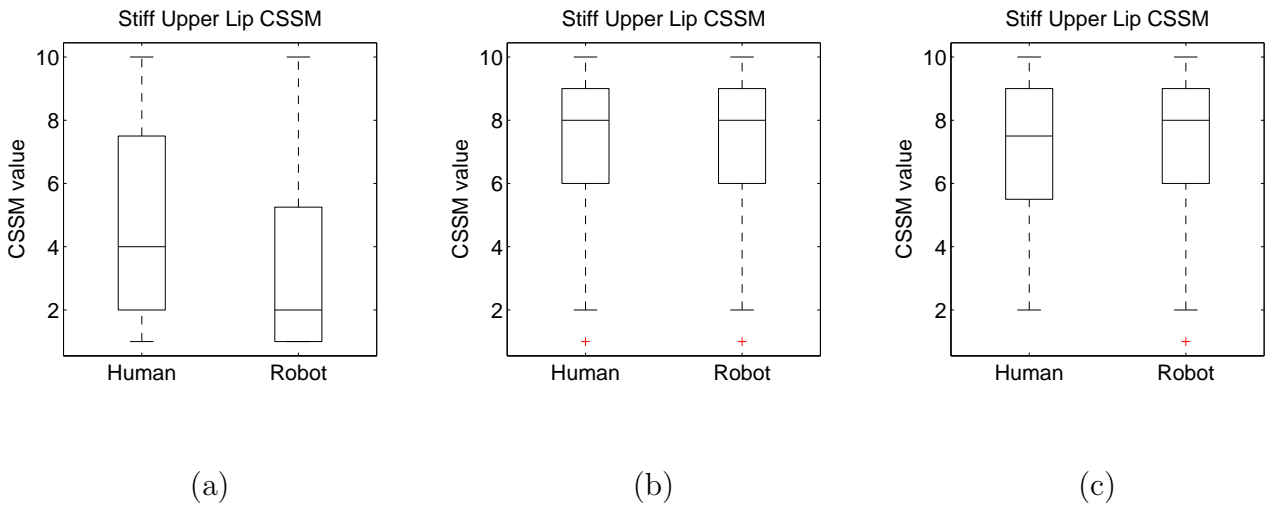 Stiff Upper Lip CSSM
CSSM value
10
8
6
4
2
Human Robot
(a)
Stiff Upper Lip CSSM
CSSM value
10
8
6
4
2
Human Robot
(b)
Stiff Upper Lip CSSM
CSSM value
10
8
6
4
2
Human Robot
(c)